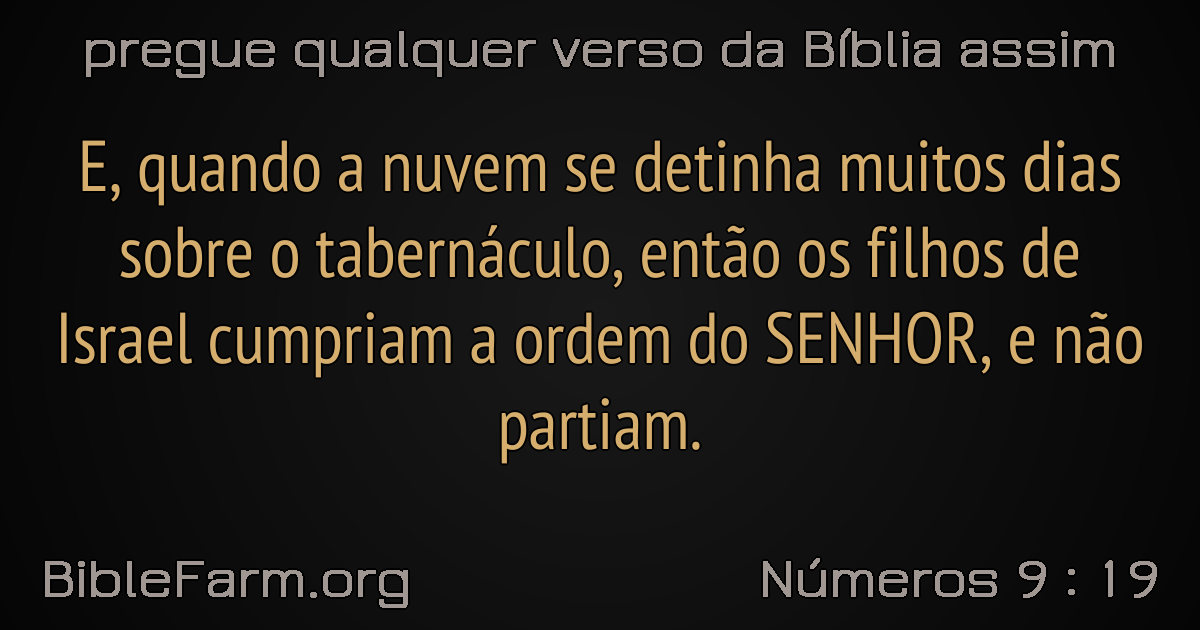 pregue qualquer verso da Bíblia assim
E, quando a nuvem se detinha muitos dias
sobre o tabernáculo, então os filhos de
Israel cumpriam a ordem do SENHOR, e não
partiam.
BibleFarm.org
Números 9 : 19